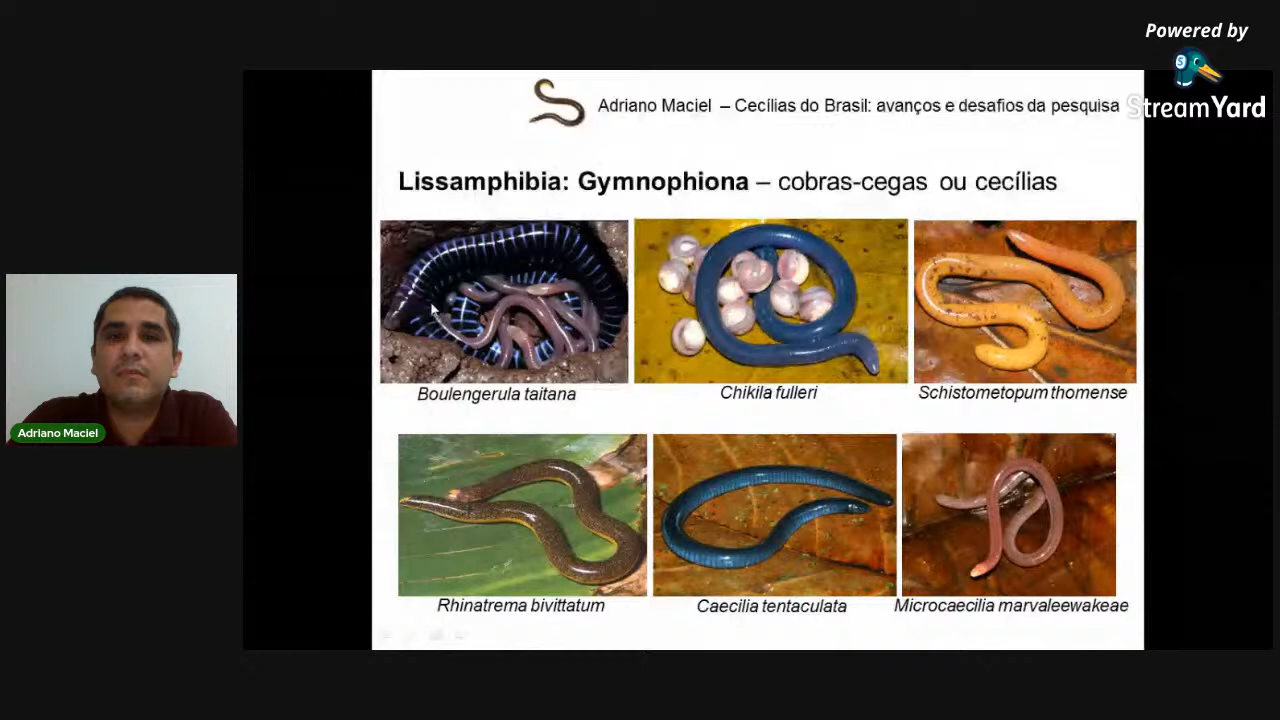 Powered by
StreamYard
Adriano Maciel – Cecílias do Brasil: avanços e desafios da pesquisa
Lissamphibia: Gymnophiona – cobras-cegas ou cecílias
Boulengerula taitana
Chikila fulleri
Schistometopum thomense
Adriano Maciel
Rhinatrema bivittatum
Caecilia tentaculata
Microcaecilia marvaleewakeae